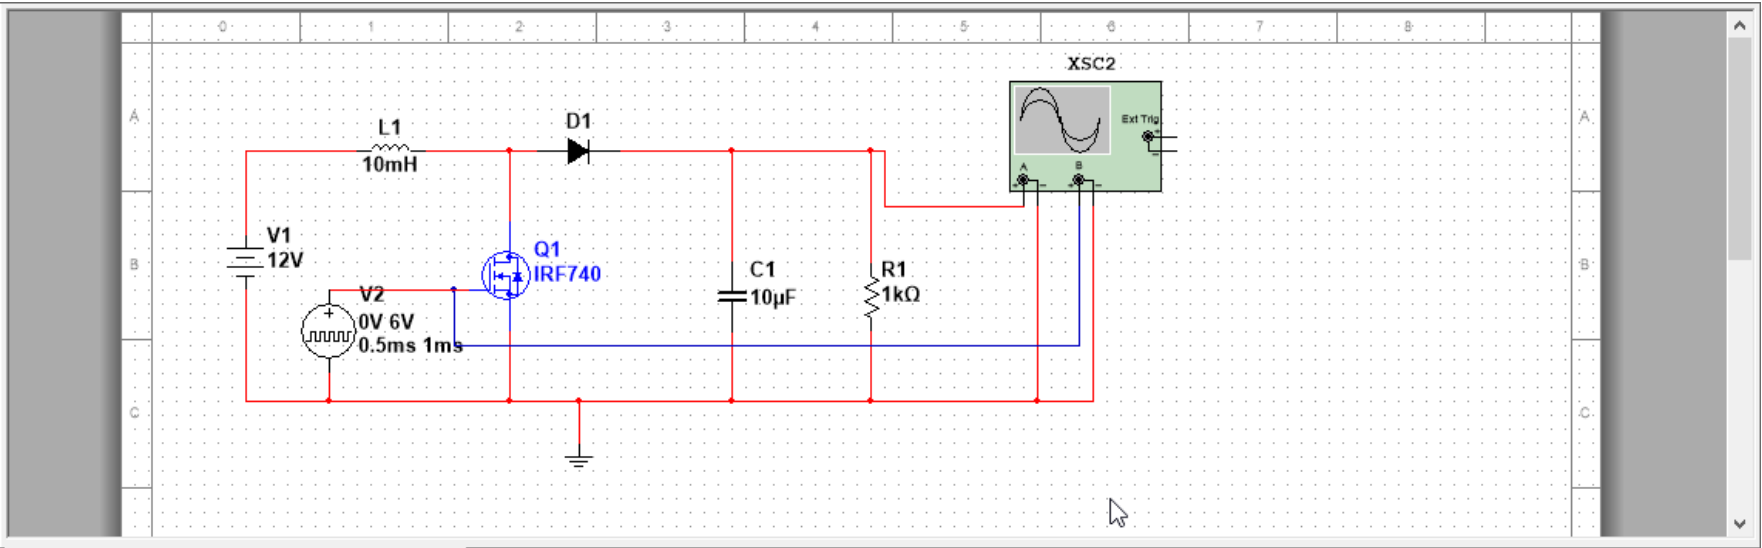 0 1 2 3 4 5 6 7 8
XSC2
A
A
Ext Trig
L1
10mH
D1
A
B
V1
12V
B
B
Q1
IRF740
V2
0V 6V
0.5ms 1ms
C1
10µF
R1
1kΩ
C
C